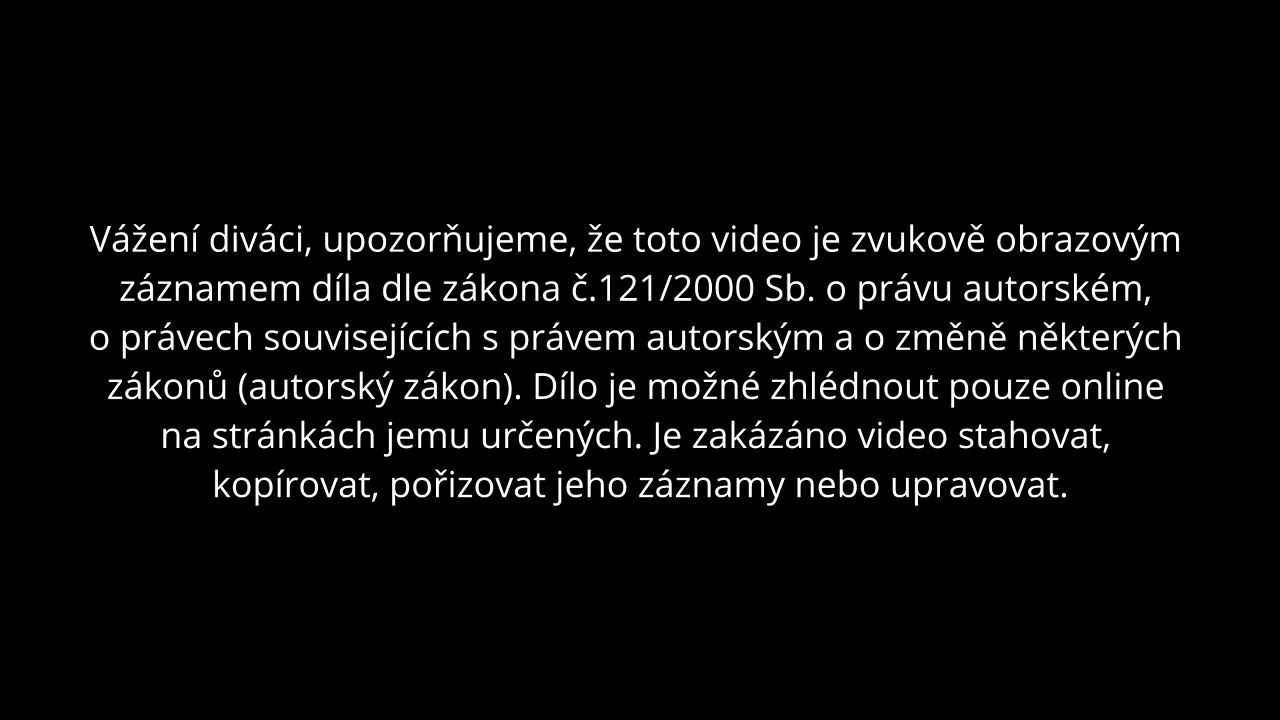 Vážení diváci, upozorňujeme, že toto video je zvukově obrazovým
záznamem díla dle zákona č.121/2000 Sb. o právu autorském,
o právech souvisejících s právem autorským a o změně některých
zákonů (autorský zákon). Dílo je možné zhlédnout pouze online
na stránkách jemu určených. Je zakázáno video stahovat,
kopírovat, pořizovat jeho záznamy nebo upravovat.